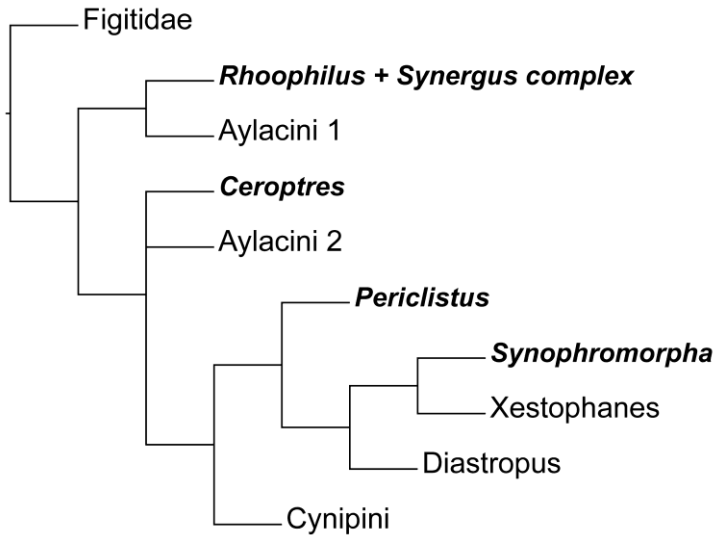 Figitidae
Rhoophilus + Synergus complex
Aylacini 1
Ceroptres
Aylacini 2
Periclistus
Synophromorpha
Xestophanes
Diastropus
Cynipini